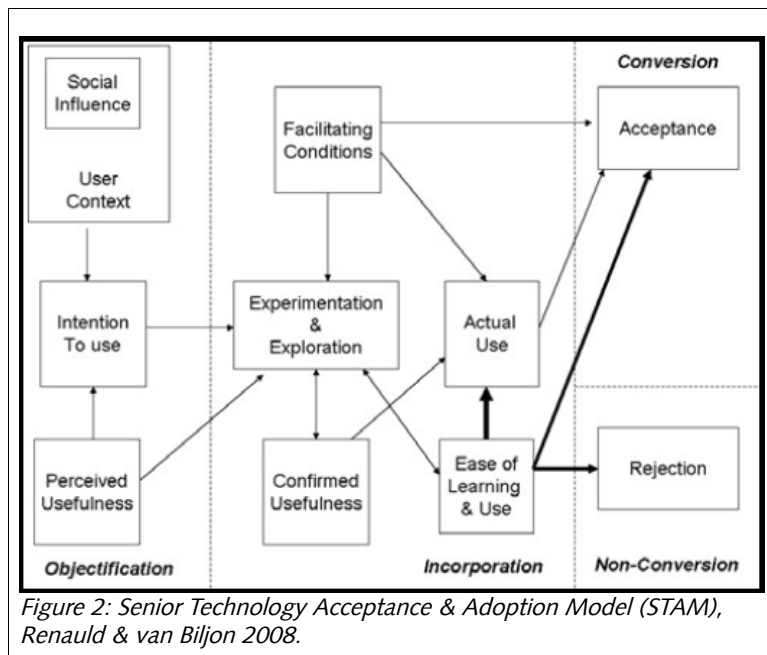 Social
Influence
User
Context
Intention
To use
Perceived
Usefulness
Objectification
Facilitating
Conditions
Experimentation
&
Exploration
Actual
Use
Confirmed
Usefulness
Ease of
Learning
& Use
Incorporation
Conversion
Acceptance
Rejection
Non-Conversion
Figure 2: Senior Technology Acceptance & Adoption Model (STAM),
Renauld & van Biljon 2008.